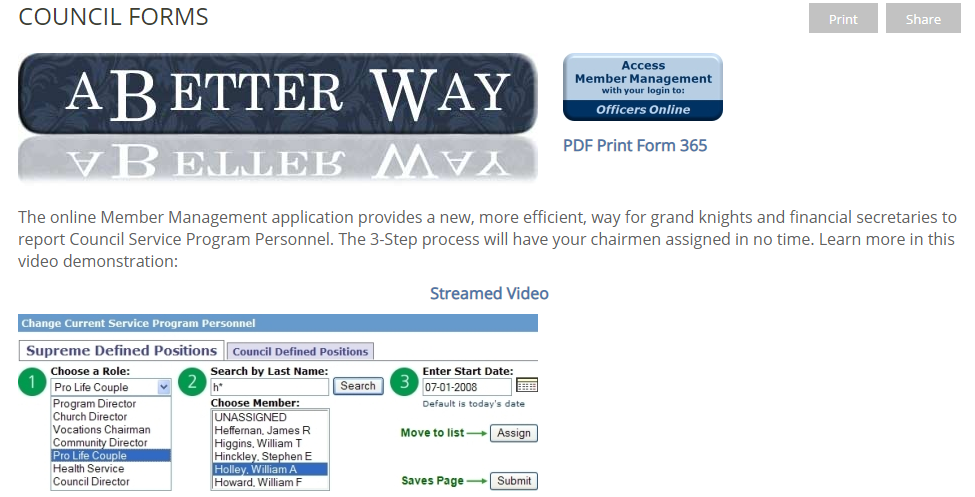 COUNCIL FORMS
Print
Share
A BETTER WAY
Access
Member Management
with your login to:
Officers Online
PDF Print Form 365
The online Member Management application provides a new, more efficient, way for grand knights and financial secretaries to
report Council Service Program Personnel. The 3-Step process will have your chairmen assigned in no time. Learn more in this
video demonstration:
Streamed Video
Change Current Service Program Personnel
Supreme Defined Positions
Council Defined Positions
1
Choose a Role:
Pro Life Couple
Program Director
Church Director
Vocations Chairman
Community Director
Pro Life Couple
Health Service
Council Director
2
Search by Last Name:
h*
Search
Choose Member:
UNASSIGNED
Heffernan, James R
Higgins, William T
Hinckley, Stephen E
Holley, William A
Howard, William F
3
Enter Start Date:
07-01-2008
Default is today's date
Move to list
Assign
Saves Page
Submit